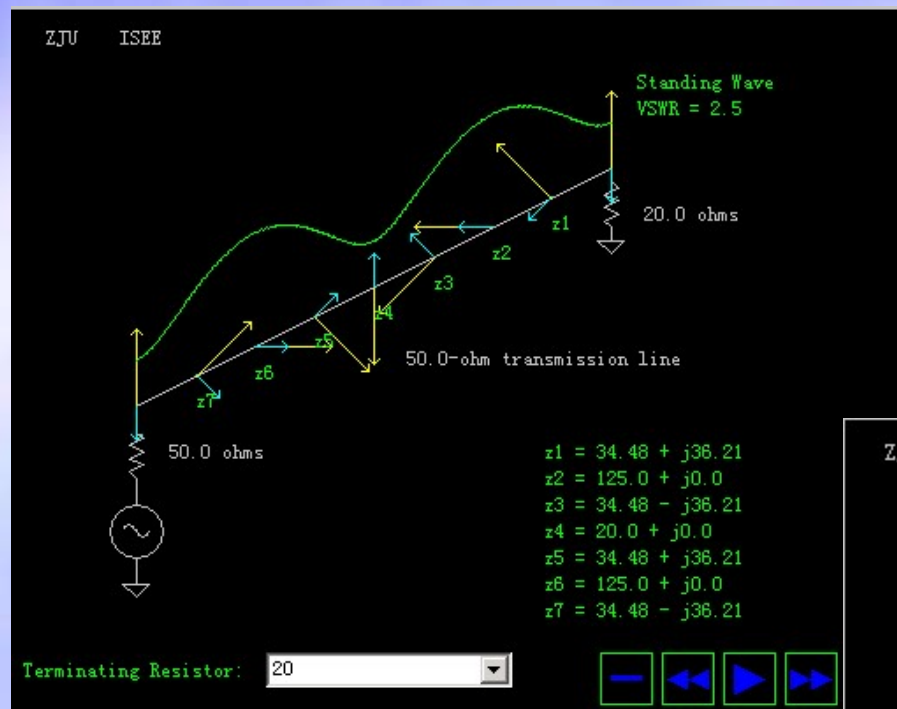 ZJU ISEE
Standing Wave
VSWR = 2.5
20.0 ohms
z1
z2
z3
z4
z5
z6
z7
50.0-ohm transmission line
50.0 ohms
z1 = 34.48 + j36.21
z2 = 125.0 + j0.0
z3 = 34.48 - j36.21
z4 = 20.0 + j0.0
z5 = 34.48 + j36.21
z6 = 125.0 + j0.0
z7 = 34.48 - j36.21
Z
Terminating Resistor: 20